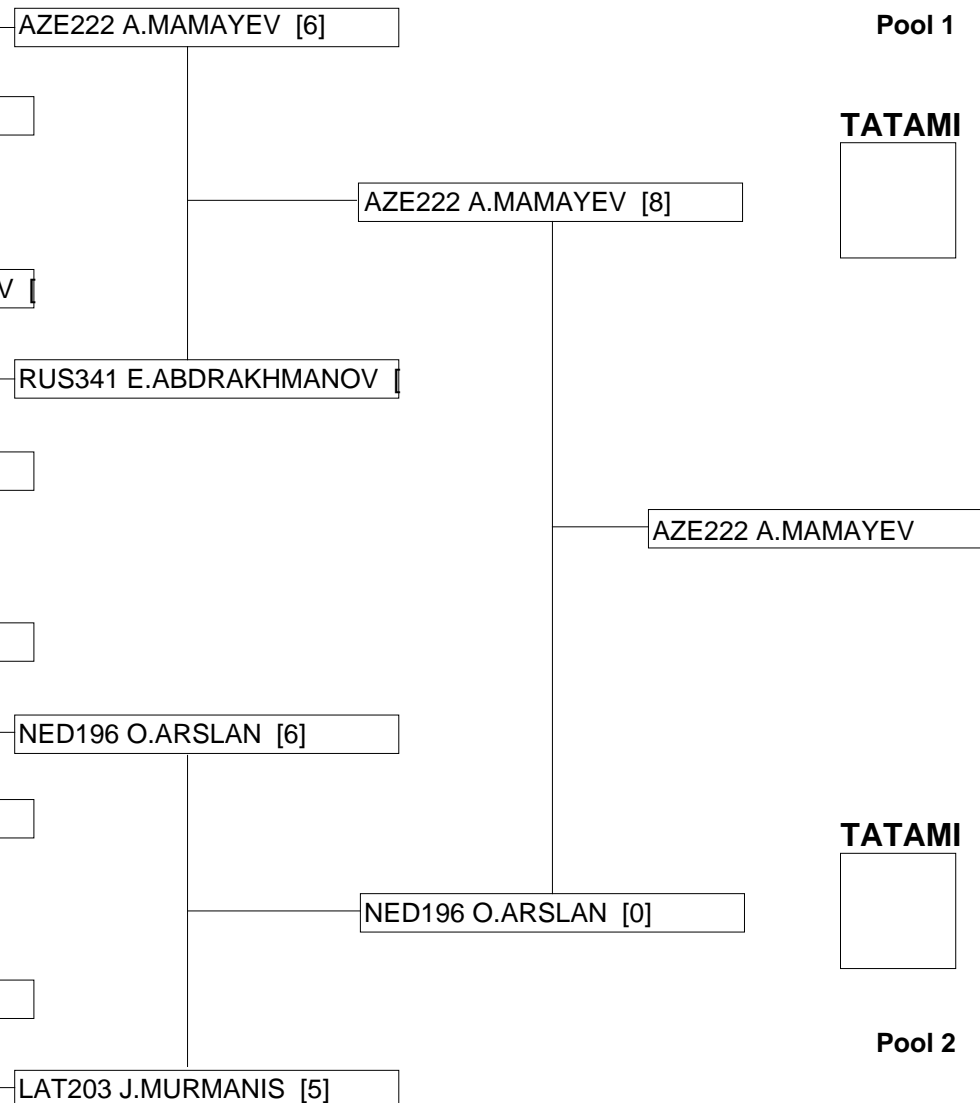 AZE222 A.MAMAYEV [6]
Pool 1
TATAMI
AZE222 A.MAMAYEV [8]
V [
RUS341 E.ABDRAKHMANOV [
AZE222 A.MAMAYEV
NED196 O.ARSLAN [6]
TATAMI
NED196 O.ARSLAN [0]
Pool 2
LAT203 J.MURMANIS [5]